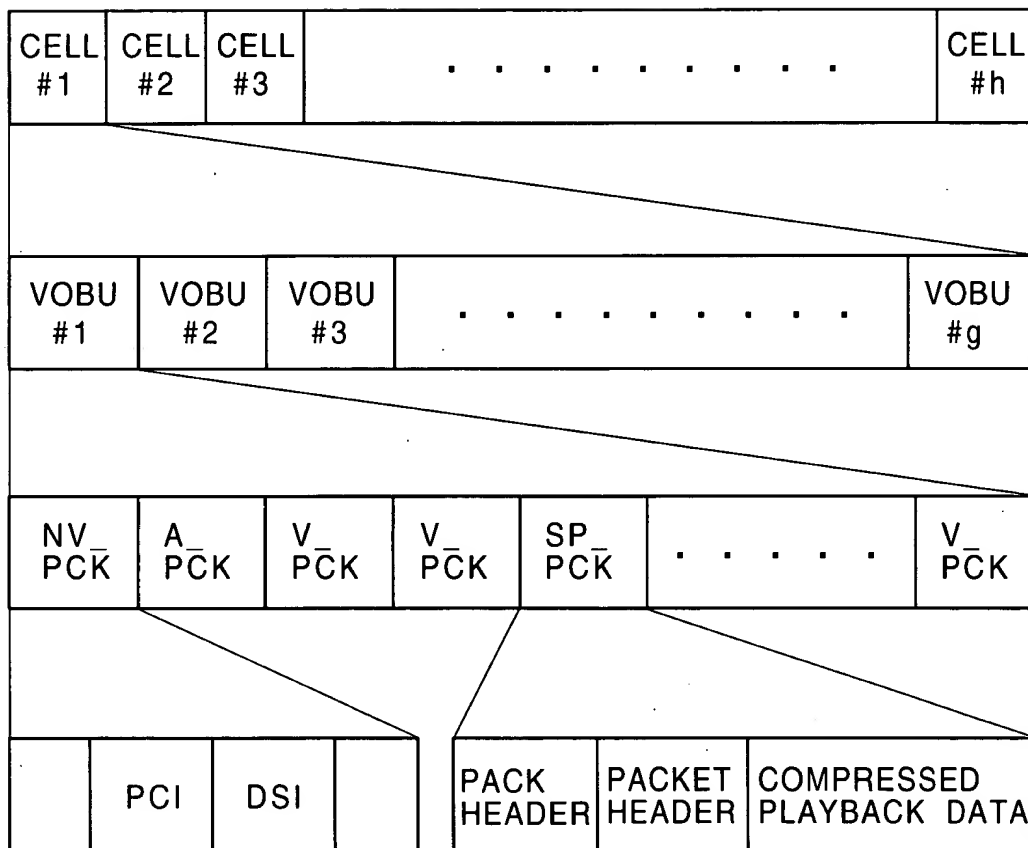 CELL CELL CELL CELL
#1 #2 #3 . . . . . . . . . #h
VOBU VOBU VOBU VOBU
#1 #2 #3 . . . . . . . . . #g
NV_ A_ V_ V_ SP_ V_
PCK PCK PCK PCK PCK . . . . . PCK
PCI DSI
PACK PACKET COMPRESSED
HEADER HEADER PLAYBACK DATA